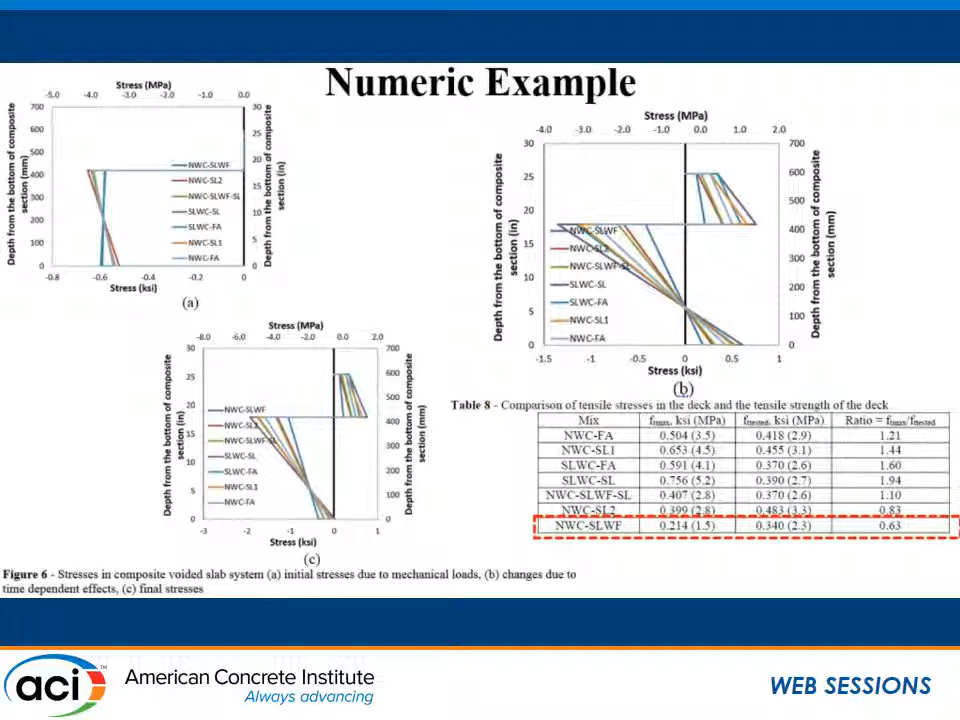 Numeric Example
Stress (MPa)
-5.0 -4.0 -3.0 -2.0 -1.0 0.0
Depth from the bottom of composite section (mm)
700
600
500
400
300
200
100
0
30
25
20
15
10
5
0
Depth from the bottom of composite section (in)
NWC-SLWF
NWC-SL2
NWC-SLWF-SL
SLWC-SL
SLWC-FA
NWC-SL1
NWC-FA
-0.8 -0.6 -0.4 -0.2 0
Stress (ksi)
(a)
Stress (MPa)
-4.0 -3.0 -2.0 -1.0 0.0 1.0 2.0
Depth from the bottom of composite section (in)
30
25
20
15
10
5
0
700
600
500
400
300
200
100
0
Depth from the bottom of composite section (mm)
NWC-SLWF
NWC-SL2
NWC-SLWF-SL
SLWC-SL
SLWC-FA
NWC-SL1
NWC-FA
-1.5 -1 -0.5 0 0.5 1
Stress (ksi)
(b)
Stress (MPa)
-8.0 -6.0 -4.0 -2.0 0.0 2.0
Depth from the bottom of composite section (in)
30
25
20
15
10
5
0
700
600
500
400
300
200
100
0
Depth from the bottom of composite section (mm)
NWC-SLWF
NWC-SL2
NWC-SLWF-SL
SLWC-SL
SLWC-FA
NWC-SL1
NWC-FA
-3 -2 -1 0 1
Stress (ksi)
(c)
Figure 6 - Stresses in composite voided slab system (a) initial stresses due to mechanical loads, (b) changes due to
time dependent effects, (c) final stresses
Table 8 - Comparison of tensile stresses in the deck and the tensile strength of the deck
Mix ftmax, ksi (MPa) fttested, ksi (MPa) Ratio = ftmax/fttested
NWC-FA 0.504 (3.5) 0.418 (2.9) 1.21
NWC-SL1 0.653 (4.5) 0.455 (3.1) 1.44
SLWC-FA 0.591 (4.1) 0.370 (2.6) 1.60
SLWC-SL 0.756 (5.2) 0.390 (2.7) 1.94
NWC-SLWF-SL 0.407 (2.8) 0.370 (2.6) 1.10
NWC-SL2 0.399 (2.8) 0.483 (3.3) 0.83
NWC-SLWF 0.214 (1.5) 0.340 (2.3) 0.63
aci™
American Concrete Institute
Always advancing
WEB SESSIONS